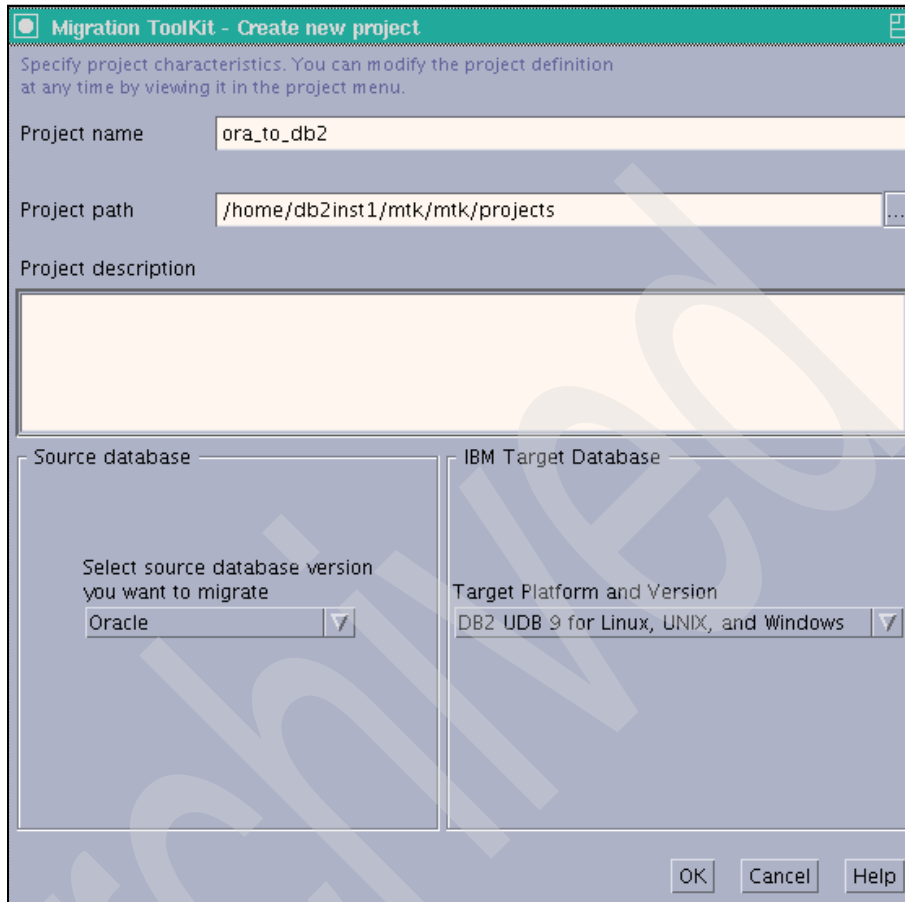 Migration ToolKit - Create new project
Specify project characteristics. You can modify the project definition
at any time by viewing it in the project menu.
Project name
ora_to_db2
Project path
/home/db2inst1/mtk/mtk/projects
...
Project description
Source database
Select source database version
you want to migrate
Oracle
IBM Target Database
Target Platform and Version
DB2 UDB 9 for Linux, UNIX, and Windows
OK
Cancel
Help
Archived